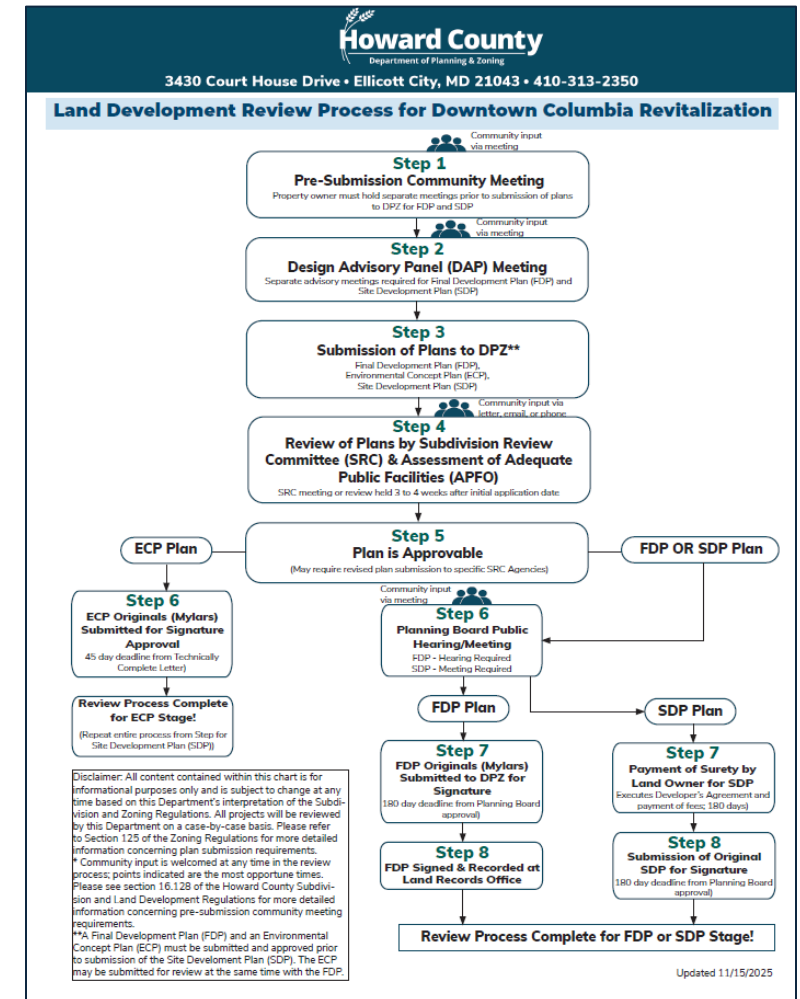 Howard County
Department of Planning & Zoning
3430 Court House Drive • Ellicott City, MD 21043 • 410-313-2350
Land Development Review Process for Downtown Columbia Revitalization
Community input
via meeting
Step 1
Pre-Submission Community Meeting
Property owner must hold separate meetings prior to submission of plans
to DPZ for FDP and SDP
Community input
via meeting
Step 2
Design Advisory Panel (DAP) Meeting
Separate advisory meetings required for Final Development Plan (FDP) and
Site Development Plan (SDP)
Step 3
Submission of Plans to DPZ**
Final Development Plan (FDP),
Environmental Concept Plan (ECP),
Site Development Plan (SDP)
Community input via
letter, email, or phone
Step 4
Review of Plans by Subdivision Review
Committee (SRC) & Assessment of Adequate
Public Facilities (APFO)
SRC meeting or review held 3 to 4 weeks after initial application date
Step 5
Plan is Approvable
(May require revised plan submission to specific SRC Agencies)
ECP Plan
FDP OR SDP Plan
Step 6
ECP Originals (Mylars)
Submitted for Signature
Approval
45 day deadline from Technically
Complete Letter)
Review Process Complete
for ECP Stage!
(Repeat entire process from Step for
Site Development Plan (SDP))
Community input
via meeting
Step 6
Planning Board Public
Hearing/Meeting
FDP - Hearing Required
SDP - Meeting Required
FDP Plan
SDP Plan
Step 7
FDP Originals (Mylars)
Submitted to DPZ for
Signature
180 day deadline from Planning Board
approval)
Step 8
FDP Signed & Recorded at
Land Records Office
Step 7
Payment of Surety by
Land Owner for SDP
Executes Developer's Agreement and
payment of fees; 180 days)
Step 8
Submission of Original
SDP for Signature
180 day deadline from Planning Board
approval)
Review Process Complete for FDP or SDP Stage!
Disclaimer: All content contained within this chart is for
informational purposes only and is subject to change at any
time based on this Department's interpretation of the Subdi-
vision and Zoning Regulations. All projects will be reviewed
by this Department on a case-by-case basis. Please refer
to Section 125 of the Zoning Regulations for more detailed
information concerning plan submission requirements.
* Community input is welcomed at any time in the review
process; points indicated are the most opportune times.
Please see section 16.128 of the Howard County Subdivi-
sion and Land Development Regulations for more detailed
information concerning pre-submission community meeting
requirements.
**A Final Development Plan (FDP) and an Environmental
Concept Plan (ECP) must be submitted and approved prior
to submission of the Site Develoment Plan (SDP). The ECP
may be submitted for review at the same time with the FDP.
Updated 11/15/2025